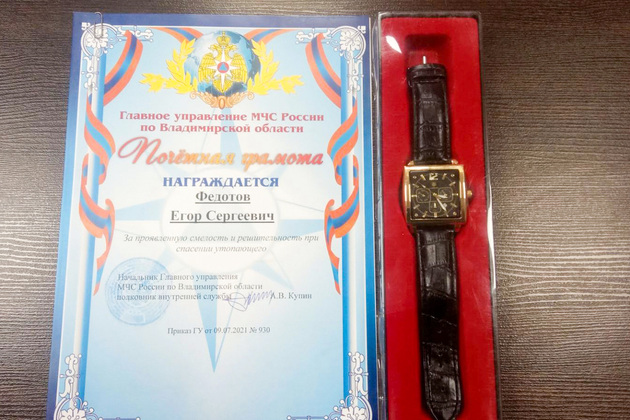 Главное управление МЧС России
по Владимирской области
Почётная грамота
НАГРАЖДАЕТСЯ
Федотов
Егор Сергеевич
За проявленную смелость и решительность при
спасении утопающего
Начальник Главного управления
МЧС России по Владимирской области
полковник внутренней службы А.В. Купин
Приказ ГУ от 09.07.2021 № 930